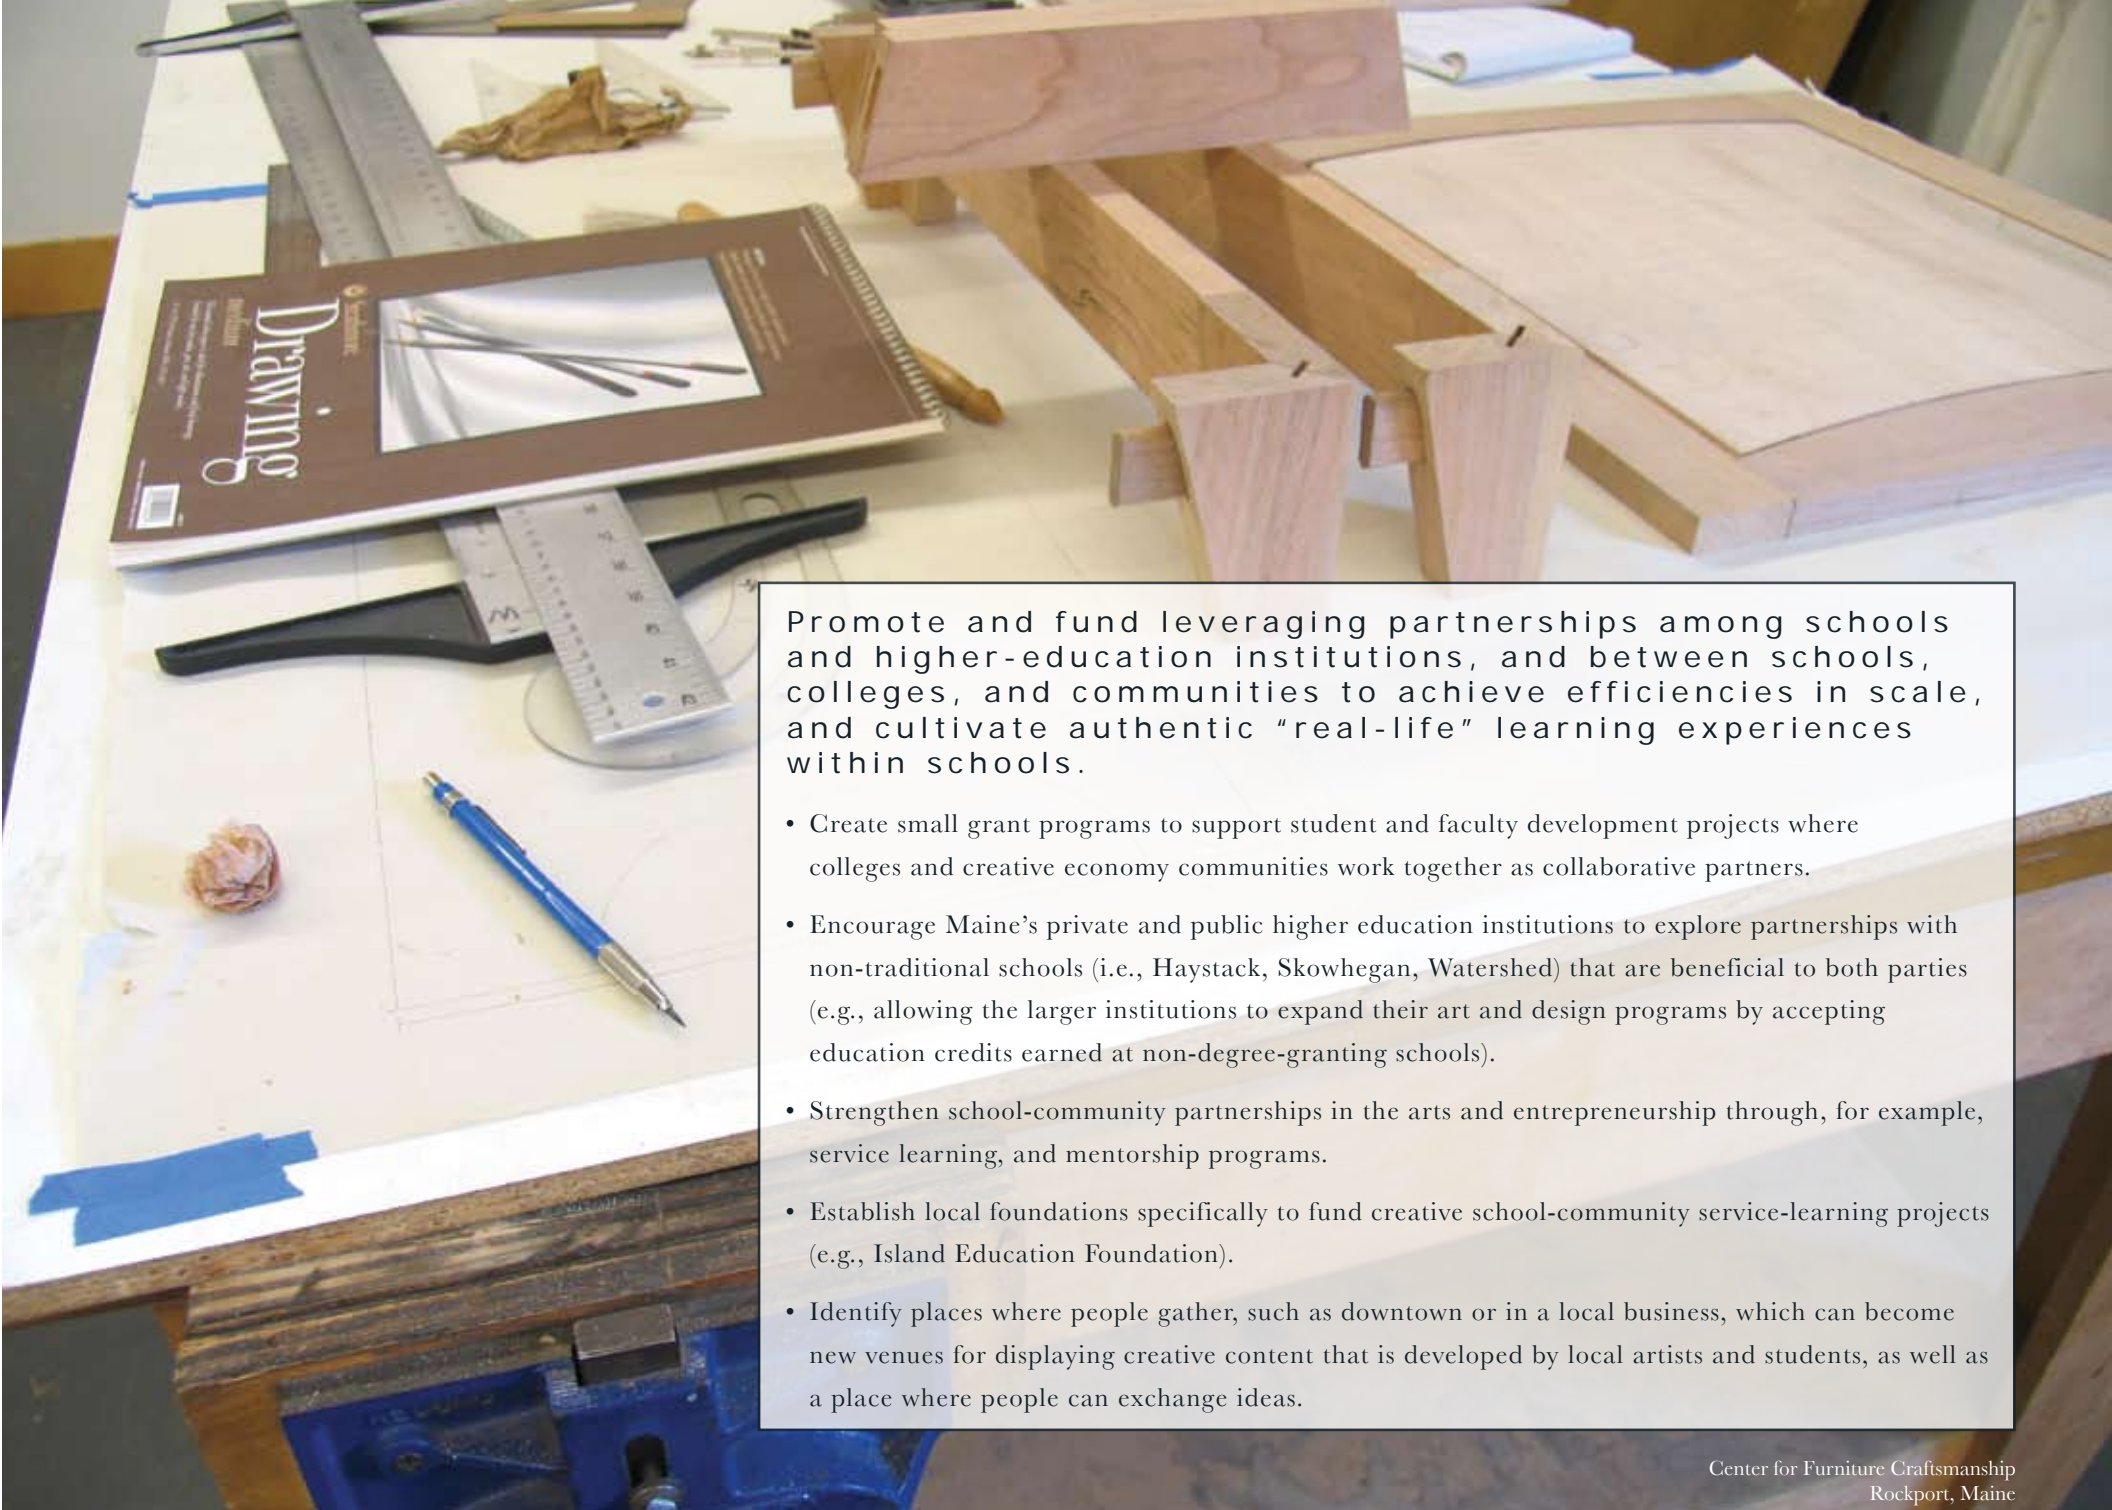 Drawing
Promote and fund leveraging partnerships among schools
and higher-education institutions, and between schools,
colleges, and communities to achieve efficiencies in scale,
and cultivate authentic “real-life” learning experiences
within schools.
• Create small grant programs to support student and faculty development projects where
colleges and creative economy communities work together as collaborative partners.
• Encourage Maine’s private and public higher education institutions to explore partnerships with
non-traditional schools (i.e., Haystack, Skowhegan, Watershed) that are beneficial to both parties
(e.g., allowing the larger institutions to expand their art and design programs by accepting
education credits earned at non-degree-granting schools).
• Strengthen school-community partnerships in the arts and entrepreneurship through, for example,
service learning, and mentorship programs.
• Establish local foundations specifically to fund creative school-community service-learning projects
(e.g., Island Education Foundation).
• Identify places where people gather, such as downtown or in a local business, which can become
new venues for displaying creative content that is developed by local artists and students, as well as
a place where people can exchange ideas.
Center for Furniture Craftsmanship
Rockport, Maine